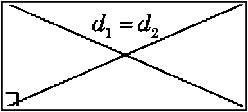 d₁ = d₂